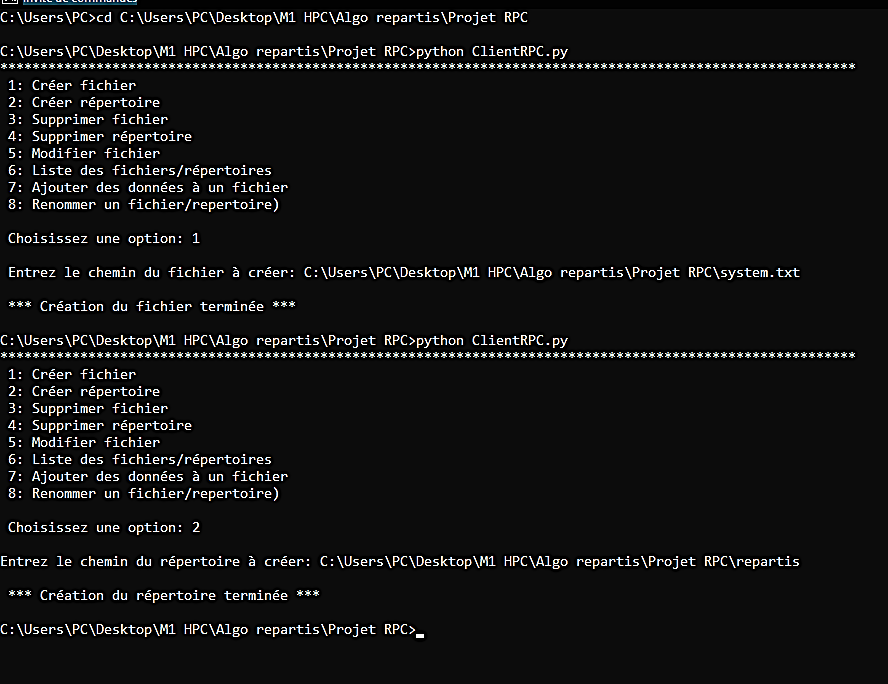 Invite de commandes
C:\Users\PC>cd C:\Users\PC\Desktop\M1 HPC\Algo repartis\Projet RPC
C:\Users\PC\Desktop\M1 HPC\Algo repartis\Projet RPC>python ClientRPC.py
***********************************************************************************************************
1: Créer fichier
2: Créer répertoire
3: Supprimer fichier
4: Supprimer répertoire
5: Modifier fichier
6: Liste des fichiers/répertoires
7: Ajouter des données à un fichier
8: Renommer un fichier/repertoire)
Choisissez une option: 1
Entrez le chemin du fichier à créer: C:\Users\PC\Desktop\M1 HPC\Algo repartis\Projet RPC\system.txt
*** Création du fichier terminée ***
C:\Users\PC\Desktop\M1 HPC\Algo repartis\Projet RPC>python ClientRPC.py
***********************************************************************************************************
1: Créer fichier
2: Créer répertoire
3: Supprimer fichier
4: Supprimer répertoire
5: Modifier fichier
6: Liste des fichiers/répertoires
7: Ajouter des données à un fichier
8: Renommer un fichier/repertoire)
Choisissez une option: 2
Entrez le chemin du répertoire à créer: C:\Users\PC\Desktop\M1 HPC\Algo repartis\Projet RPC\repartis
*** Création du répertoire terminée ***
C:\Users\PC\Desktop\M1 HPC\Algo repartis\Projet RPC>